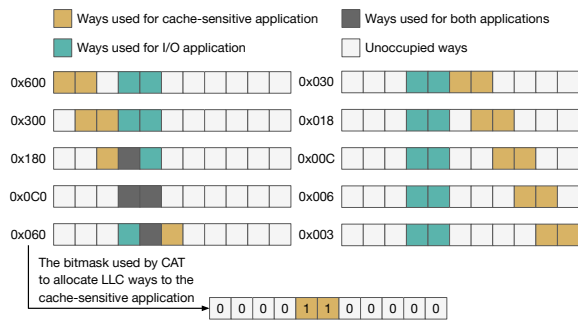 Ways used for cache-sensitive application
Ways used for both applications
Ways used for I/O application
Unoccupied ways
0x600
0x030
0x300
0x018
0x180
0x00C
0x0C0
0x006
0x060
0x003
The bitmask used by CAT
to allocate LLC ways to the
cache-sensitive application
0 0 0 0 1 1 0 0 0 0 0